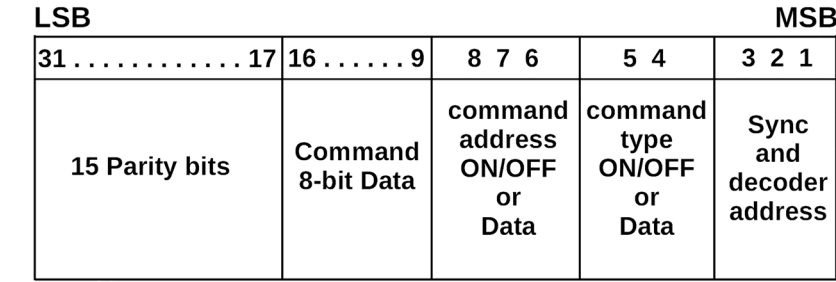 LSB MSB
31 . . . . . . . . . . . . 17 16 . . . . . . 9 8 7 6 5 4 3 2 1
15 Parity bits
Command
8-bit Data
command
address
ON/OFF
or
Data
command
type
ON/OFF
or
Data
Sync
and
decoder
address